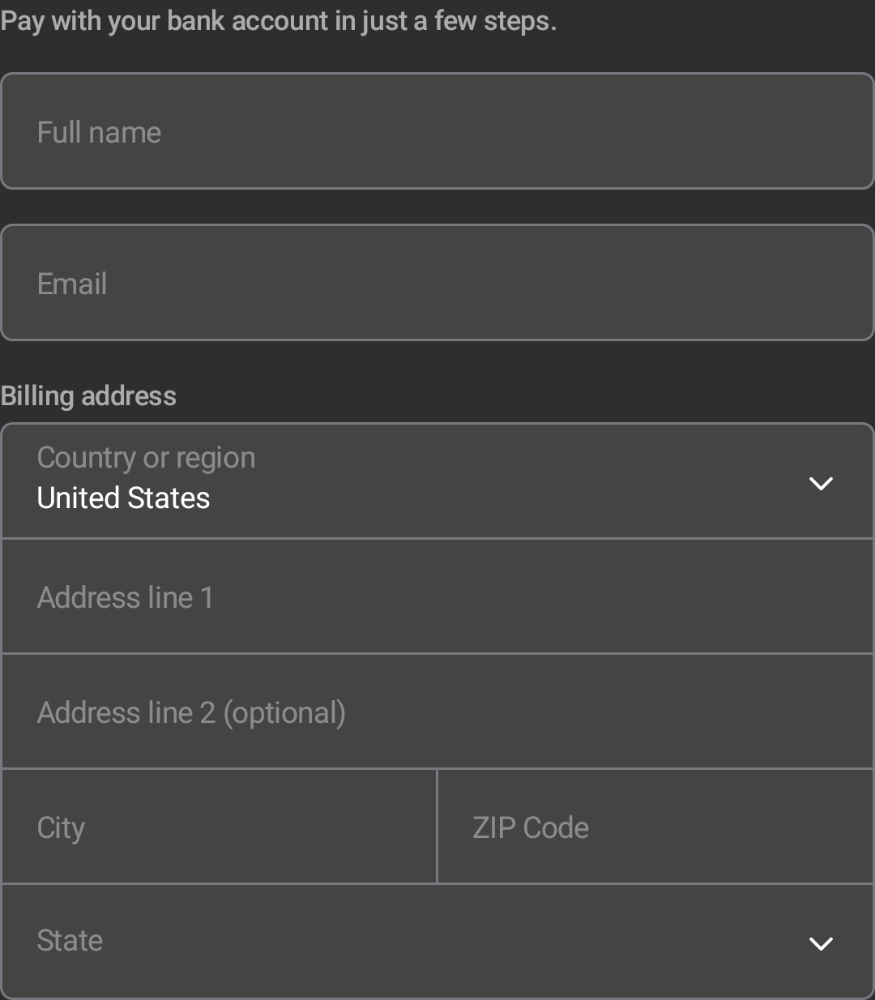 Pay with your bank account in just a few steps.
Full name
Email
Billing address
Country or region
United States
Address line 1
Address line 2 (optional)
City
ZIP Code
State